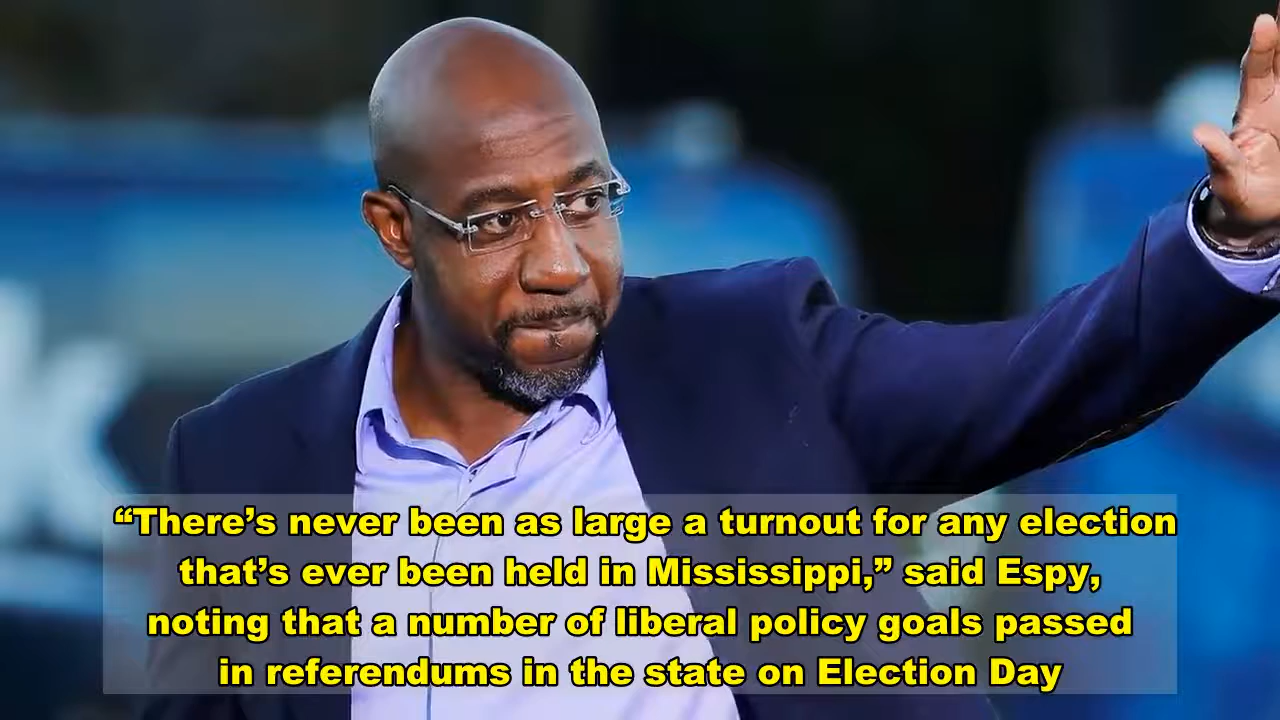 “There’s never been as large a turnout for any election
that’s ever been held in Mississippi,” said Espy,
noting that a number of liberal policy goals passed
in referendums in the state on Election Day